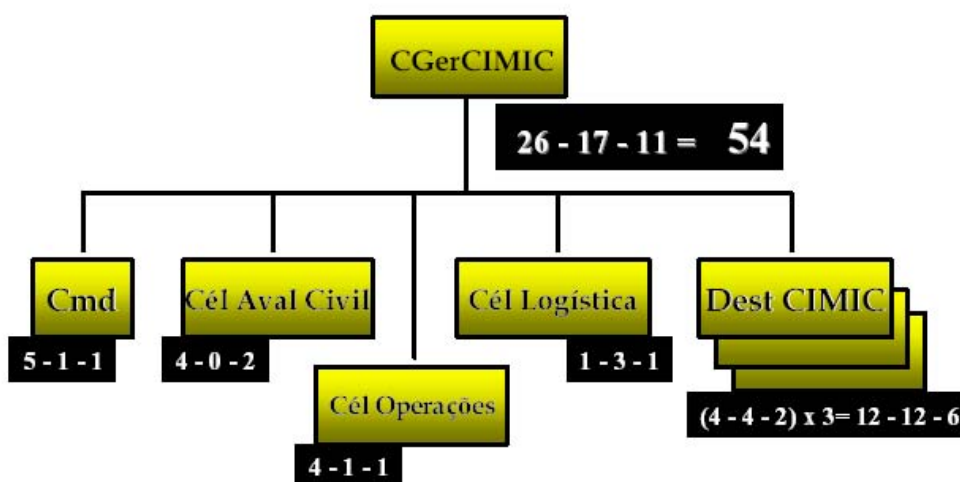 CGerCIMIC
26 - 17 - 11 = 54
Cmd
5 - 1 - 1
Cél Aval Civil
4 - 0 - 2
Cél Operações
4 - 1 - 1
Cél Logística
1 - 3 - 1
Dest CIMIC
(4 - 4 - 2) x 3= 12 - 12 - 6